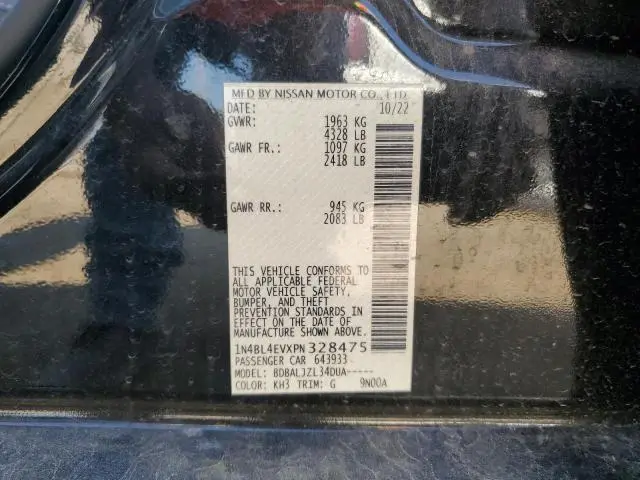 MFD BY NISSAN MOTOR CO., LTD.
DATE: 10/22
GVWR: 1963 KG
4328 LB
GAWR FR.: 1097 KG
2418 LB
GAWR RR.: 945 KG
2083 LB
THIS VEHICLE CONFORMS TO
ALL APPLICABLE FEDERAL
MOTOR VEHICLE SAFETY,
BUMPER, AND THEFT
PREVENTION STANDARDS IN
EFFECT ON THE DATE OF
MANUFACTURE SHOWN ABOVE.
1N4BL4EVXPN328475
PASSENGER CAR 643933
MODEL: BDBALJZL34DUA-----
COLOR: KH3 TRIM: G 9N00A